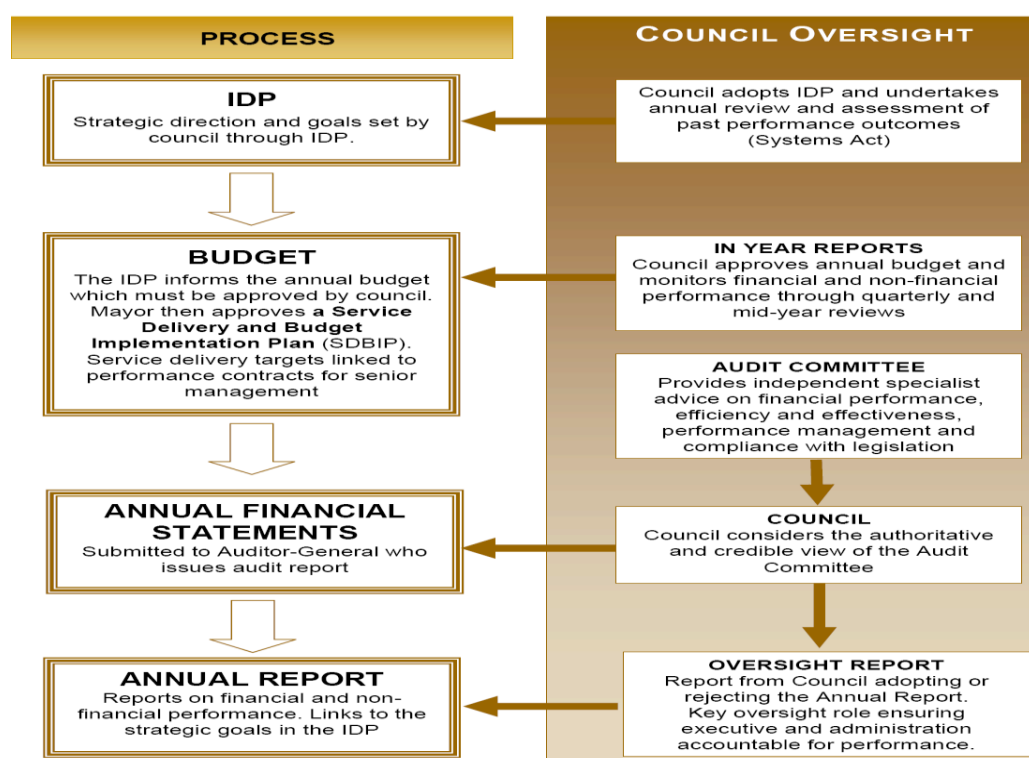 PROCESS
IDP
Strategic direction and goals set by
council through IDP.
BUDGET
The IDP informs the annual budget
which must be approved by council.
Mayor then approves a Service
Delivery and Budget
Implementation Plan (SDBIP).
Service delivery targets linked to
performance contracts for senior
management
ANNUAL FINANCIAL
STATEMENTS
Submitted to Auditor-General who
issues audit report
ANNUAL REPORT
Reports on financial and non-
financial performance. Links to the
strategic goals in the IDP
COUNCIL OVERSIGHT
Council adopts IDP and undertakes
annual review and assessment of
past performance outcomes
(Systems Act)
IN YEAR REPORTS
Council approves annual budget and
monitors financial and non-financial
performance through quarterly and
mid-year reviews
AUDIT COMMITTEE
Provides independent specialist
advice on financial performance,
efficiency and effectiveness,
performance management and
compliance with legislation
COUNCIL
Council considers the authoritative
and credible view of the Audit
Committee
OVERSIGHT REPORT
Report from Council adopting or
rejecting the Annual Report.
Key oversight role ensuring
executive and administration
accountable for performance.